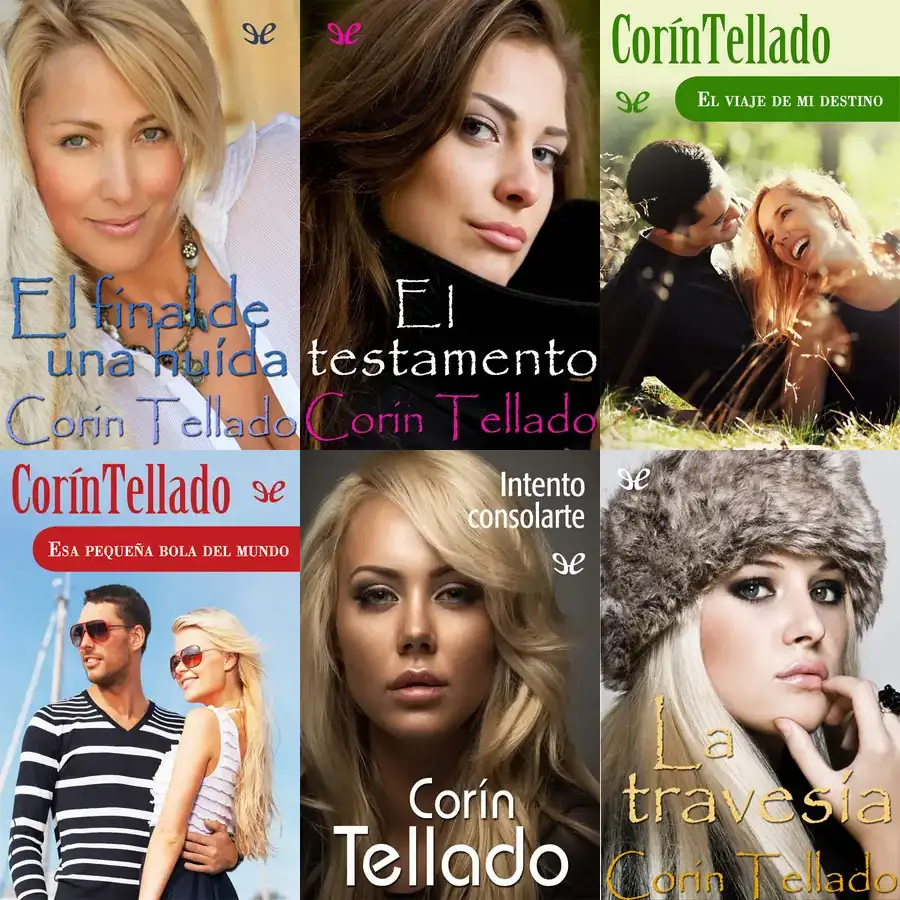 El final de
una huída
Corín Tellado
El
testamento
Corín Tellado
CorínTellado
El viaje de mi destino
CorínTellado
Esa pequeña bola del mundo
Intento
consolarte
Corín
Tellado
La
travesía
Corín Tellado